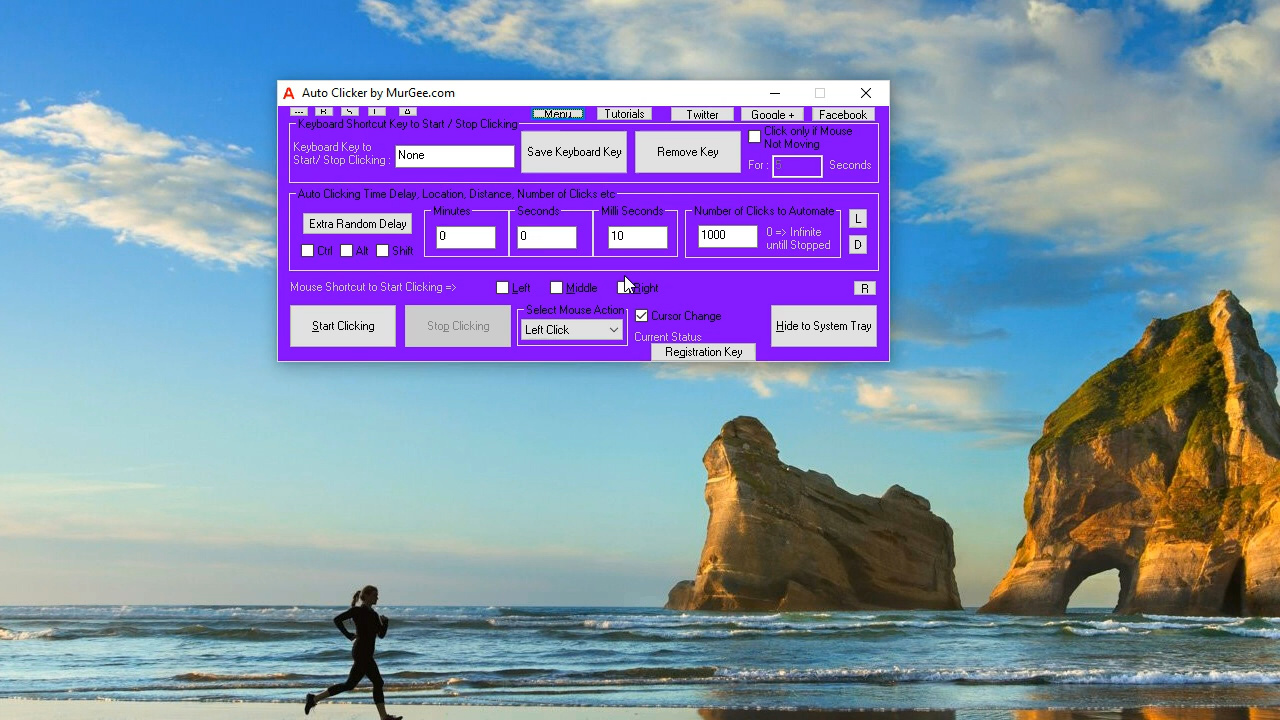 A Auto Clicker by MurGee.com
Menu Tutorials Twitter Google + Facebook
Keyboard Shortcut Key to Start / Stop Clicking
Keyboard Key to
Start/ Stop Clicking :
None
Save Keyboard Key
Remove Key
Click only if Mouse
Not Moving
For : 5 Seconds
Auto Clicking Time Delay, Location, Distance, Number of Clicks etc
Extra Random Delay
Ctrl Alt Shift
Minutes
0
Seconds
0
Milli Seconds
10
Number of Clicks to Automate
1000
0 => Infinite
untill Stopped
L
D
Mouse Shortcut to Start Clicking =>
Left Middle Right
R
Start Clicking
Stop Clicking
Select Mouse Action
Left Click
Cursor Change
Current Status
Registration Key
Hide to System Tray